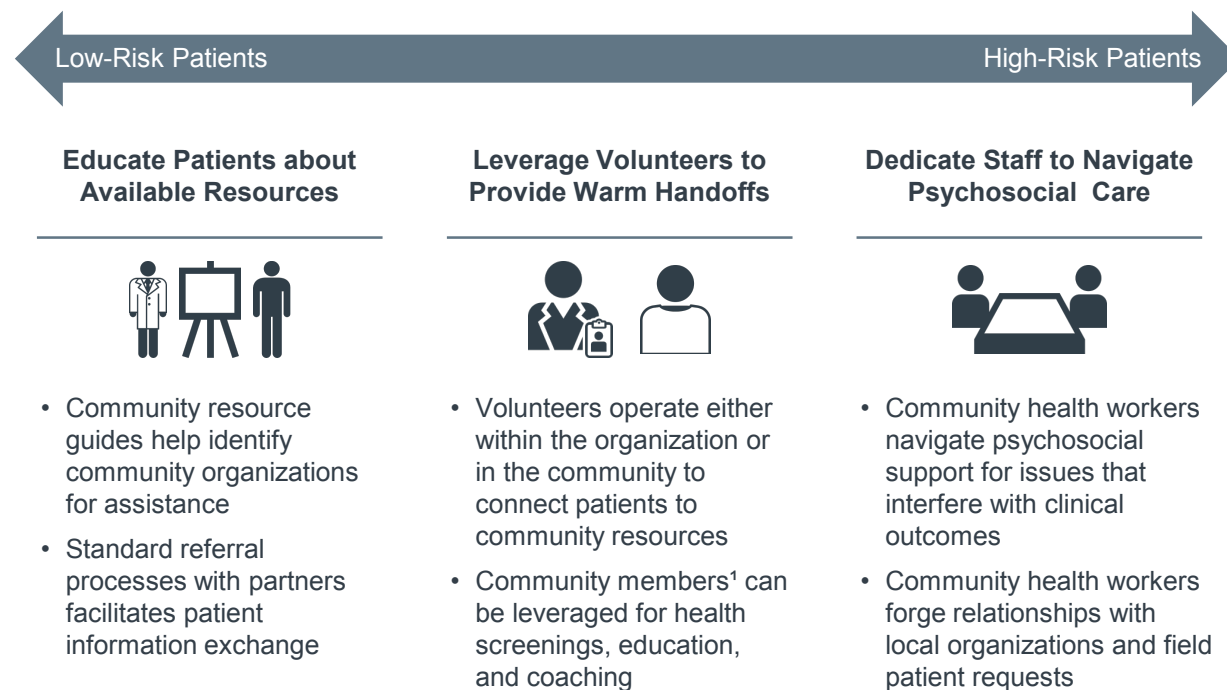 Low-Risk Patients
High-Risk Patients
Educate Patients about
Available Resources
• Community resource
guides help identify
community organizations
for assistance
• Standard referral
processes with partners
facilitates patient
information exchange
Leverage Volunteers to
Provide Warm Handoffs
• Volunteers operate either
within the organization or
in the community to
connect patients to
community resources
• Community members¹ can
be leveraged for health
screenings, education,
and coaching
Dedicate Staff to Navigate
Psychosocial Care
• Community health workers
navigate psychosocial
support for issues that
interfere with clinical
outcomes
• Community health workers
forge relationships with
local organizations and field
patient requests